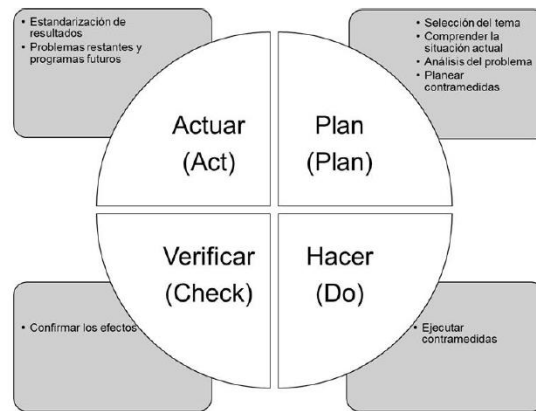 • Estandarización de
resultados
• Problemas restantes y
programas futuros
• Selección del tema
• Comprender la
situación actual
• Análisis del problema
• Planear
contramedidas
Actuar
(Act)
Plan
(Plan)
Verificar
(Check)
Hacer
(Do)
• Confirmar los efectos
• Ejecutar
contramedidas